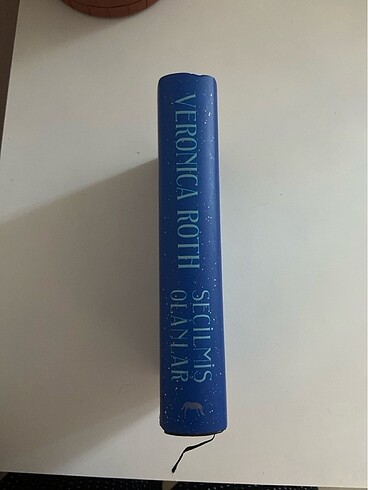 VERONICA ROTH
SEÇİLMİŞ
OLANLAR